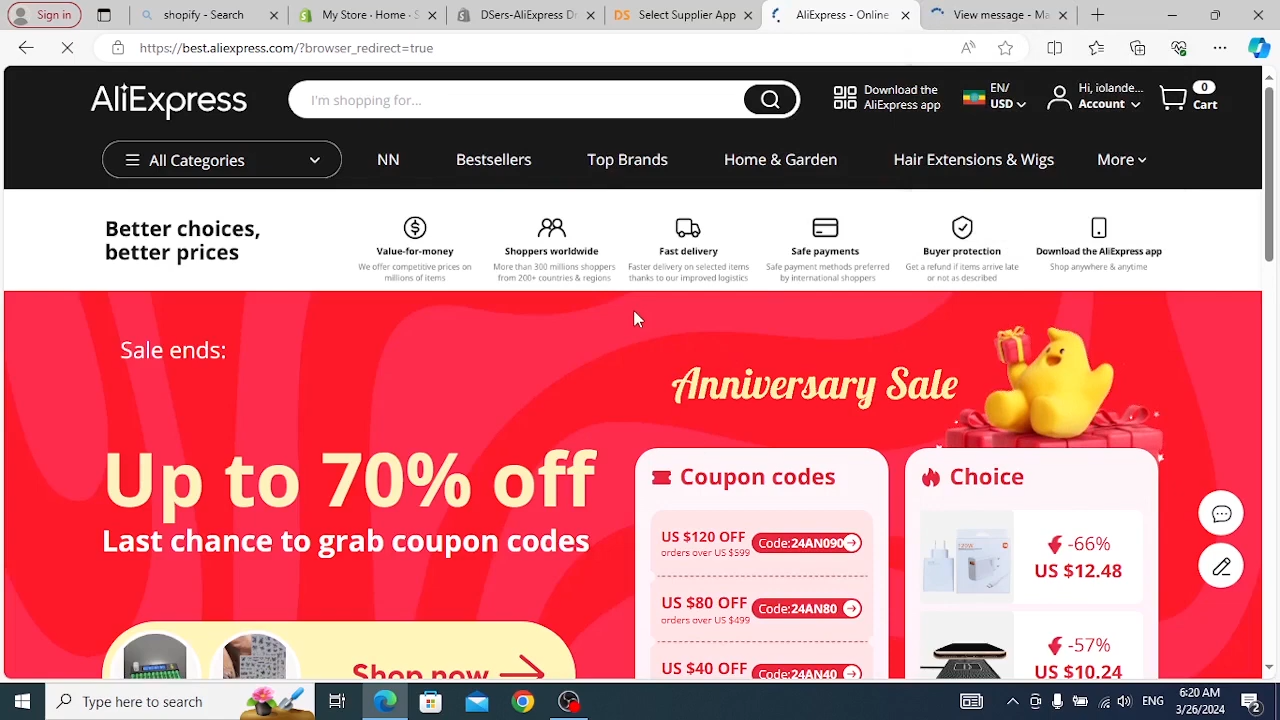 Sign in
shopify - Search
My Store · Home · S
DSers-AliExpress Dr
DS
Select Supplier App
AliExpress - Online
View message - Ma
https://best.aliexpress.com/?browser_redirect=true
AliExpress
I'm shopping for...
Download the
AliExpress app
EN/
USD
Hi, blende...
Account
0
Cart
All Categories
NN
Bestsellers
Top Brands
Home & Garden
Hair Extensions & Wigs
More
Better choices,
better prices
Value-for-money
We offer competitive prices on
millions of items
Shoppers worldwide
More than 300 millions shoppers
from 200+ countries & regions
Fast delivery
Faster delivery on selected items
thanks to our improved logistics
Safe payments
Safe payment methods preferred
by international shoppers
Buyer protection
Get a refund if items arrive late
or not as described
Download the AliExpress app
Shop anywhere & anytime
Sale ends:
Anniversary Sale
Up to 70% off
Last chance to grab coupon codes
Shop now
Coupon codes
US $120 OFF
orders over US $599
Code:24AN090
US $80 OFF
orders over US $499
Code:24AN80
US $40 OFF
Code:24AN40
Choice
-66%
US $12.48
-57%
US $10.24
Type here to search
ENG
6:20 AM
3/26/2024
2